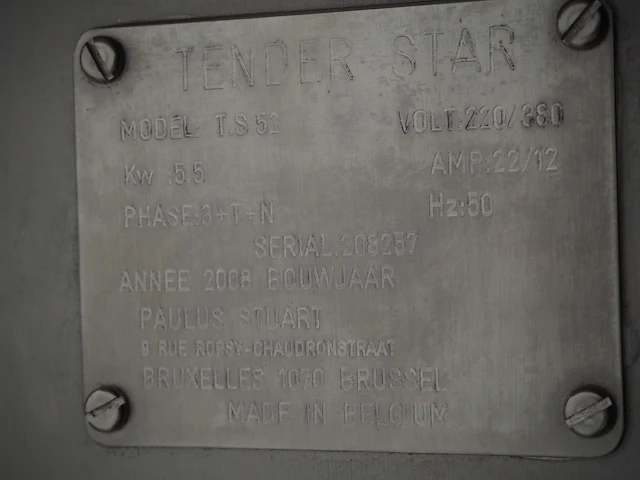 TENDER STAR
MODEL: T.S 52 VOLT:220/380
Kw :5.5 AMP:22/12
PHASE:3+T+N Hz:50
SERIAL:208257
ANNEE 2008 BOUWJAAR
PAULUS STUART
9 RUE ROPSY-CHAUDRONSTRAAT
BRUXELLES 1070 BRUSSEL
MADE IN BELGIUM